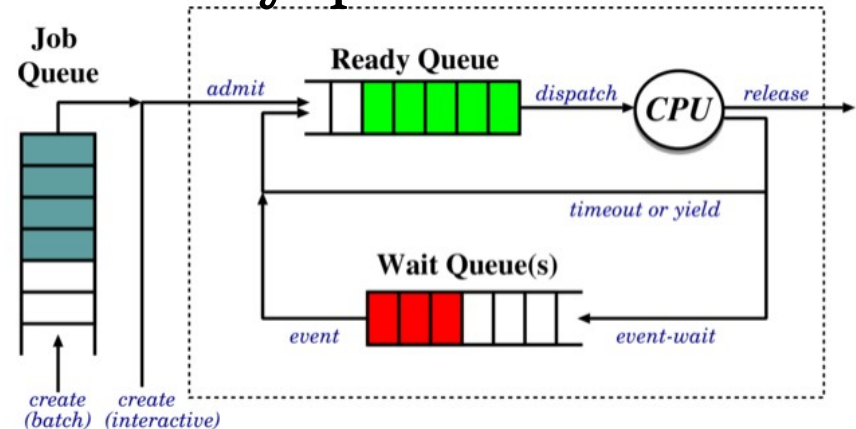 Job
Queue
Ready Queue
admit
dispatch
CPU
release
timeout or yield
Wait Queue(s)
event
event-wait
create
(batch)
create
(interactive)